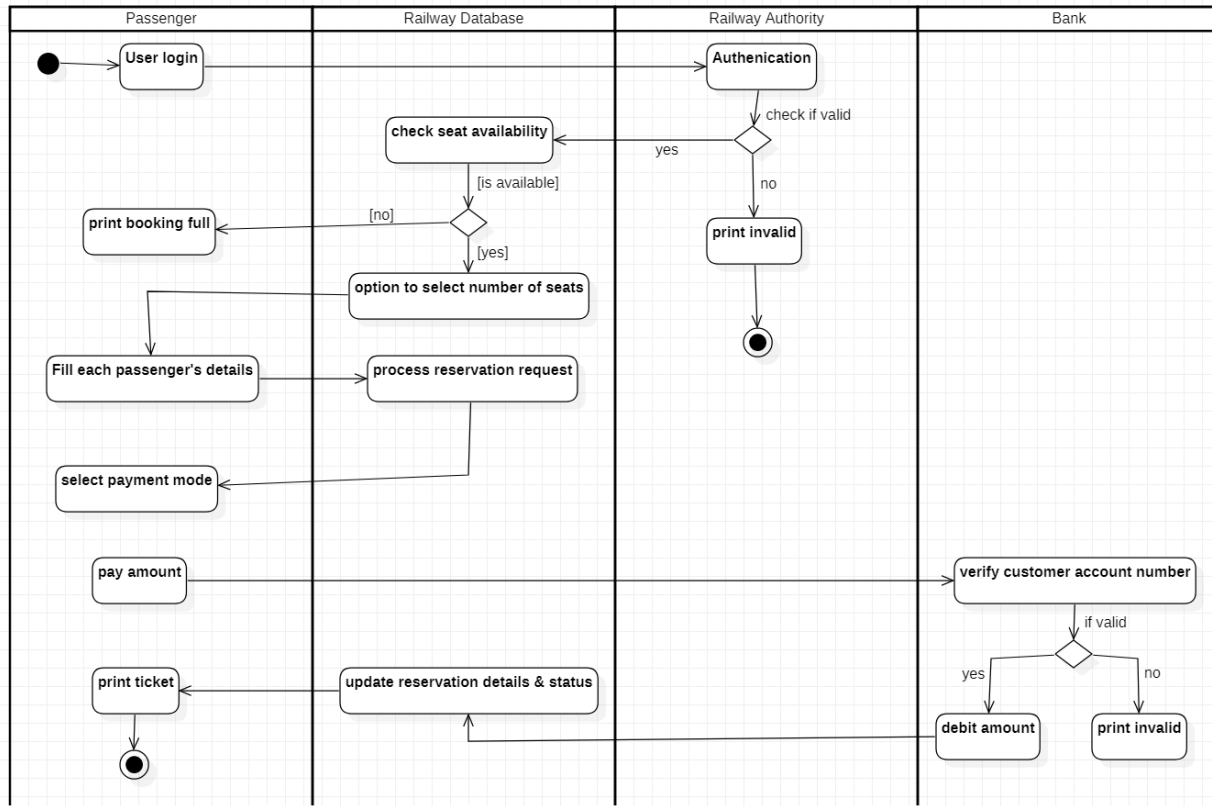 Passenger
Railway Database
Railway Authority
Bank
User login
Authenication
check if valid
check seat availability
yes
[is available]
no
[no]
print booking full
print invalid
[yes]
option to select number of seats
Fill each passenger's details
process reservation request
select payment mode
pay amount
verify customer account number
if valid
yes
no
print ticket
update reservation details & status
debit amount
print invalid